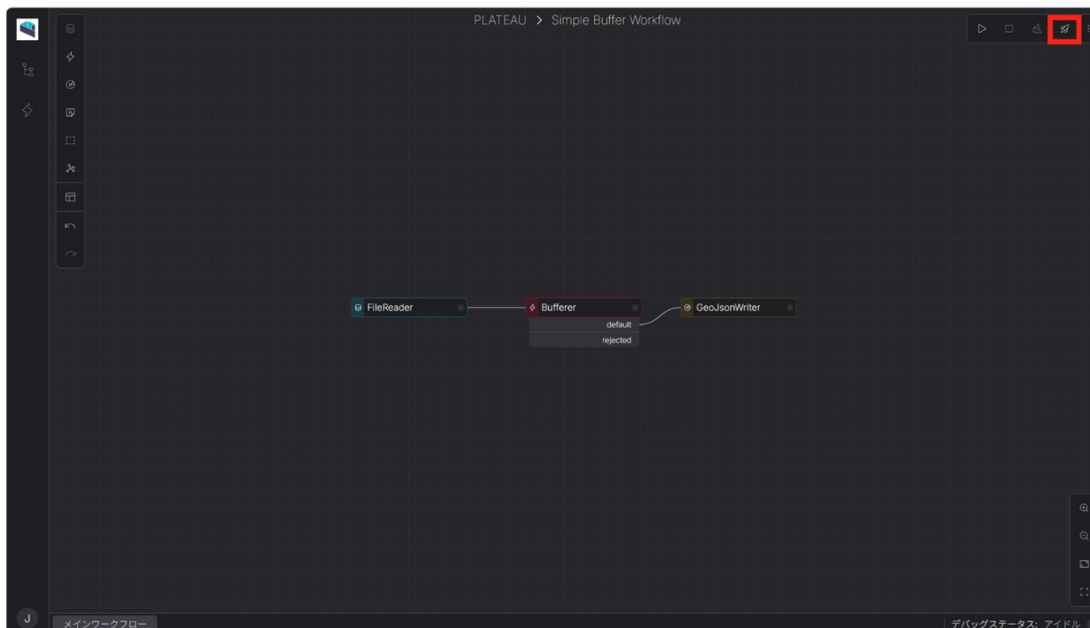 PLATEAU > Simple Buffer Workflow
FileReader
Bufferer
GeoJsonWriter
default
rejected
J
メインワークフロー
デバッグステータス: アイドル